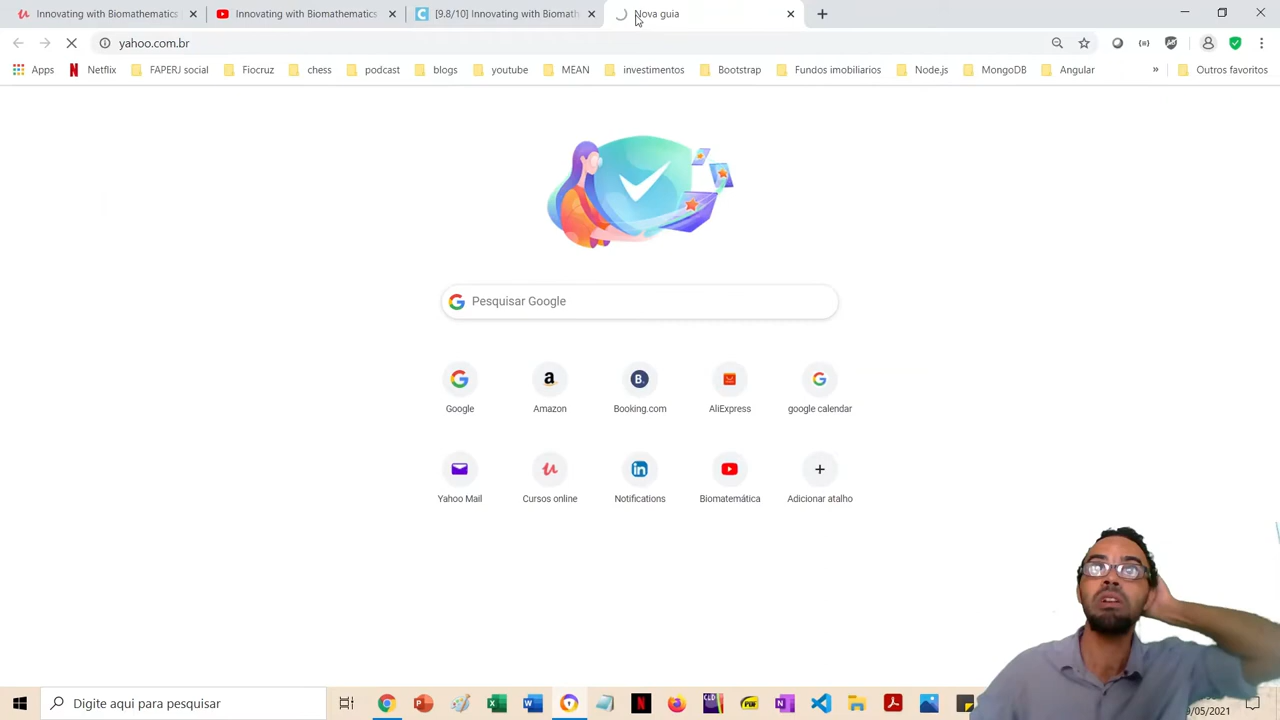 Innovating with Biomathematics
Innovating with Biomathematics
[9.8/10] Innovating with Biomath
Nova guia
yahoo.com.br
Apps
Netflix
FAPERJ social
Fiocruz
chess
podcast
blogs
youtube
MEAN
investimentos
Bootstrap
Fundos imobiliarios
Node.js
MongoDB
Angular
»
Outros favoritos
Pesquisar Google
Google
Amazon
Booking.com
AliExpress
google calendar
Yahoo Mail
Cursos online
Notifications
Biomatemática
Adicionar atalho
Digite aqui para pesquisar
9/05/2021